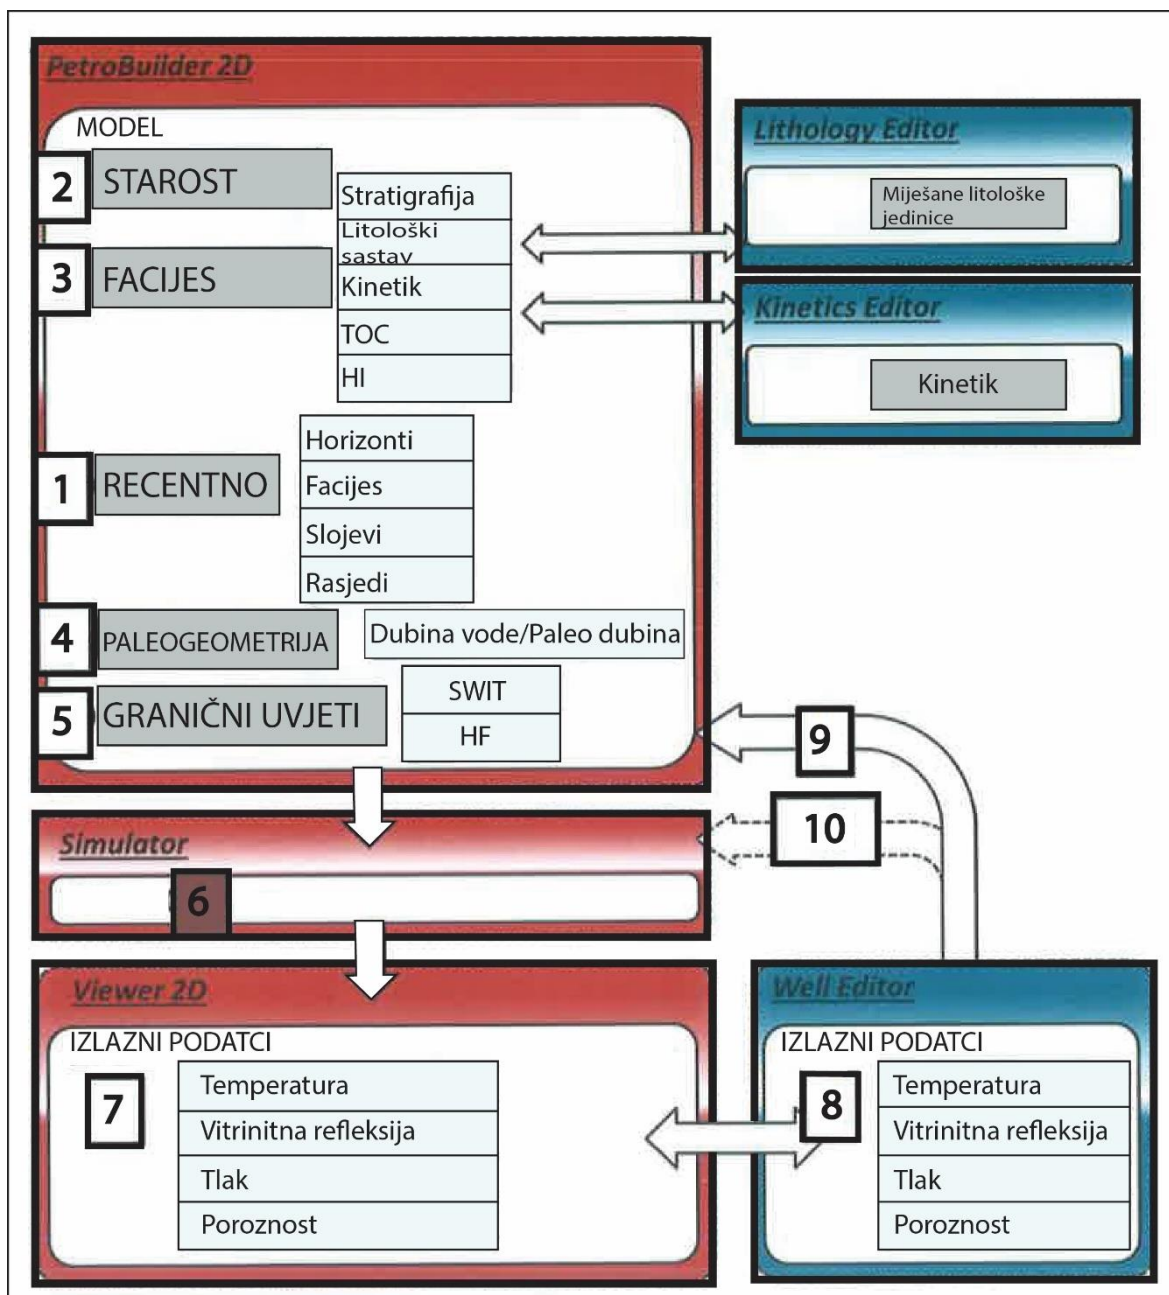 PetroBuilder 2D
MODEL
2
STAROST
Stratigrafija
Litološki
sastav
3
FACIJES
Kinetik
TOC
HI
Lithology Editor
Miješane litološke
jedinice
Kinetics Editor
Kinetik
1
RECENTNO
Horizonti
Facijes
Slojevi
Rasjedi
4
PALEOGEOMETRIJA
Dubina vode/Paleo dubina
5
GRANIČNI UVJETI
SWIT
HF
9
10
Simulator
6
Viewer 2D
IZLAZNI PODATCI
7
Temperatura
Vitrinitna refleksija
Tlak
Poroznost
Well Editor
IZLAZNI PODATCI
8
Temperatura
Vitrinitna refleksija
Tlak
Poroznost